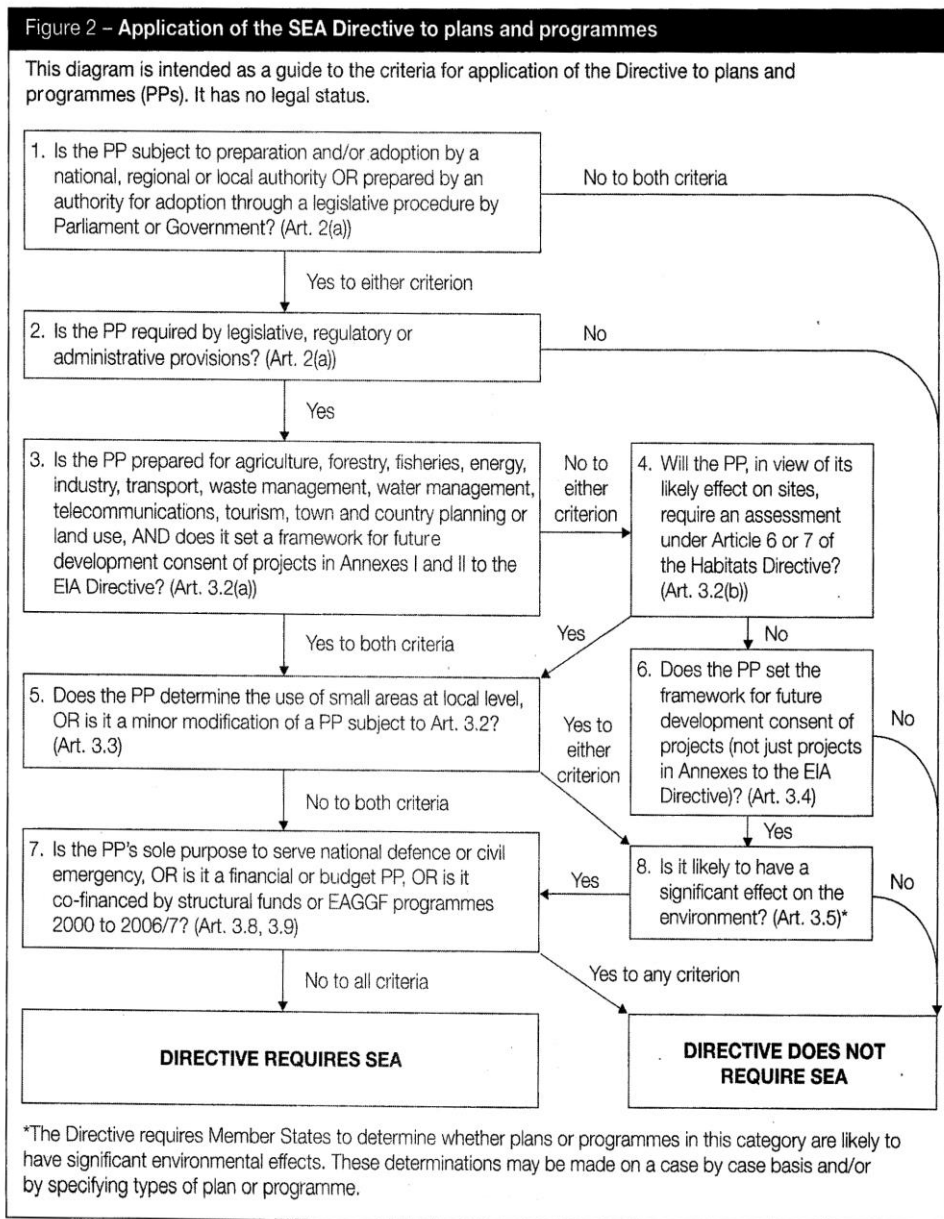 Figure 2 – Application of the SEA Directive to plans and programmes
This diagram is intended as a guide to the criteria for application of the Directive to plans and
programmes (PPs). It has no legal status.
1. Is the PP subject to preparation and/or adoption by a
national, regional or local authority OR prepared by an
authority for adoption through a legislative procedure by
Parliament or Government? (Art. 2(a))
No to both criteria
Yes to either criterion
2. Is the PP required by legislative, regulatory or
administrative provisions? (Art. 2(a))
No
Yes
3. Is the PP prepared for agriculture, forestry, fisheries, energy,
industry, transport, waste management, water management,
telecommunications, tourism, town and country planning or
land use, AND does it set a framework for future
development consent of projects in Annexes I and II to the
EIA Directive? (Art. 3.2(a))
No to
either
criterion
4. Will the PP, in view of its
likely effect on sites,
require an assessment
under Article 6 or 7 of
the Habitats Directive?
(Art. 3.2(b))
Yes to both criteria
Yes
No
5. Does the PP determine the use of small areas at local level,
OR is it a minor modification of a PP subject to Art. 3.2?
(Art. 3.3)
Yes to
either
criterion
6. Does the PP set the
framework for future
development consent of
projects (not just projects
in Annexes to the EIA
Directive)? (Art. 3.4)
No
No to both criteria
Yes
7. Is the PP's sole purpose to serve national defence or civil
emergency, OR is it a financial or budget PP, OR is it
co-financed by structural funds or EAGGF programmes
2000 to 2006/7? (Art. 3.8, 3.9)
Yes
8. Is it likely to have a
significant effect on the
environment? (Art. 3.5)*
No
No to all criteria
Yes to any criterion
DIRECTIVE REQUIRES SEA
DIRECTIVE DOES NOT
REQUIRE SEA
*The Directive requires Member States to determine whether plans or programmes in this category are likely to
have significant environmental effects. These determinations may be made on a case by case basis and/or
by specifying types of plan or programme.